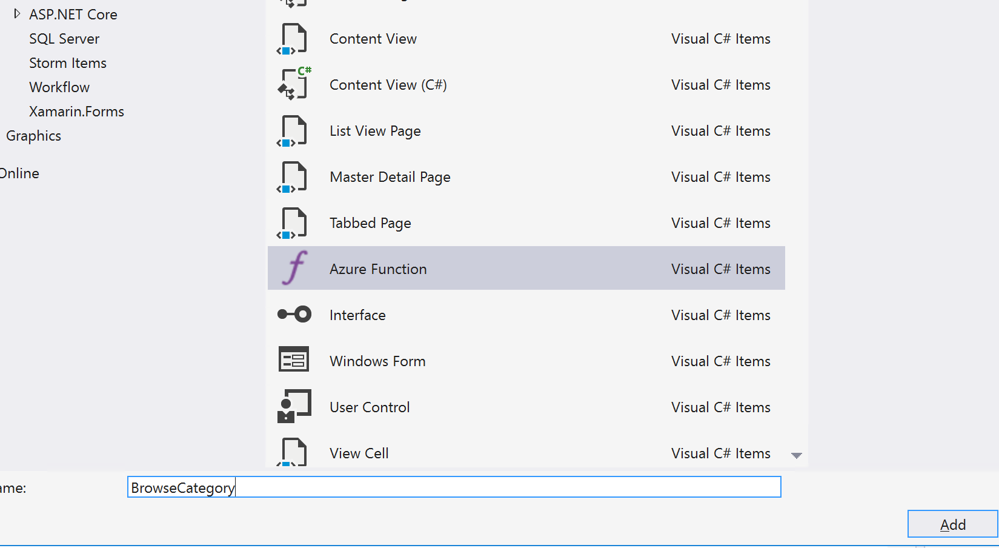 ASP.NET Core
SQL Server
Storm Items
Workflow
Xamarin.Forms
Graphics
Online
Content View Visual C# Items
C#
Content View (C#) Visual C# Items
List View Page Visual C# Items
Master Detail Page Visual C# Items
Tabbed Page Visual C# Items
Azure Function Visual C# Items
Interface Visual C# Items
Windows Form Visual C# Items
User Control Visual C# Items
View Cell Visual C# Items
ame: BrowseCategory
Add